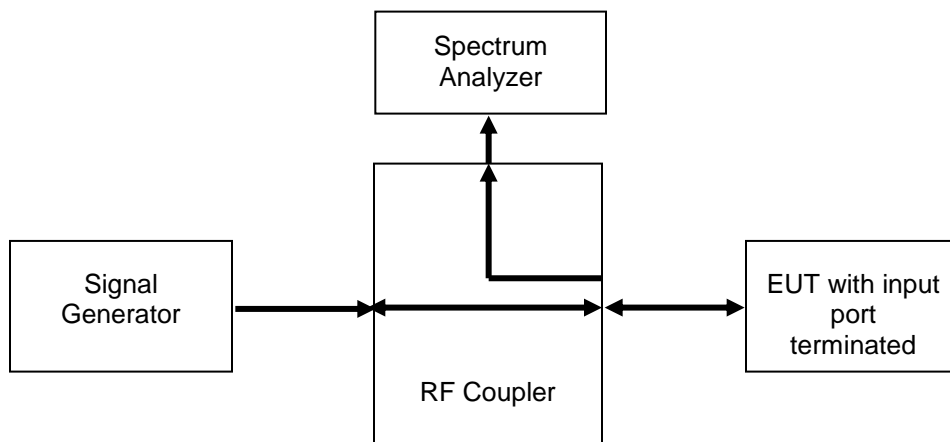 Spectrum
Analyzer
Signal
Generator
EUT with input
port
terminated
RF Coupler